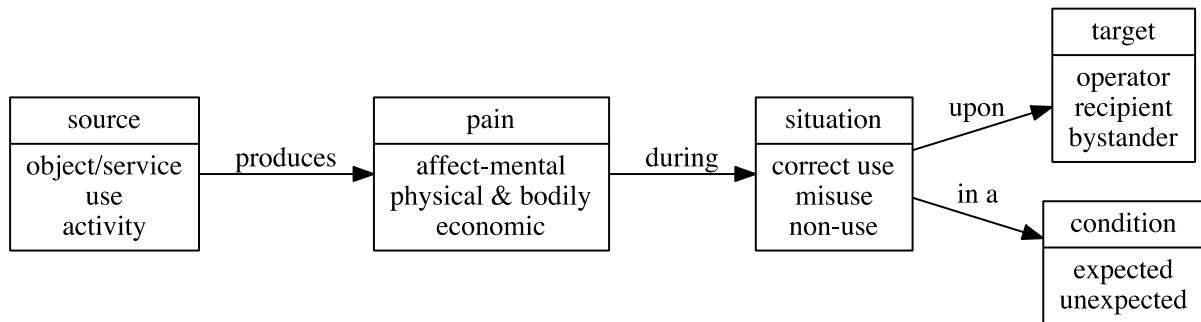 source
object/service
use
activity
produces
pain
affect-mental
physical & bodily
economic
during
situation
correct use
misuse
non-use
upon
target
operator
recipient
bystander
in a
condition
expected
unexpected